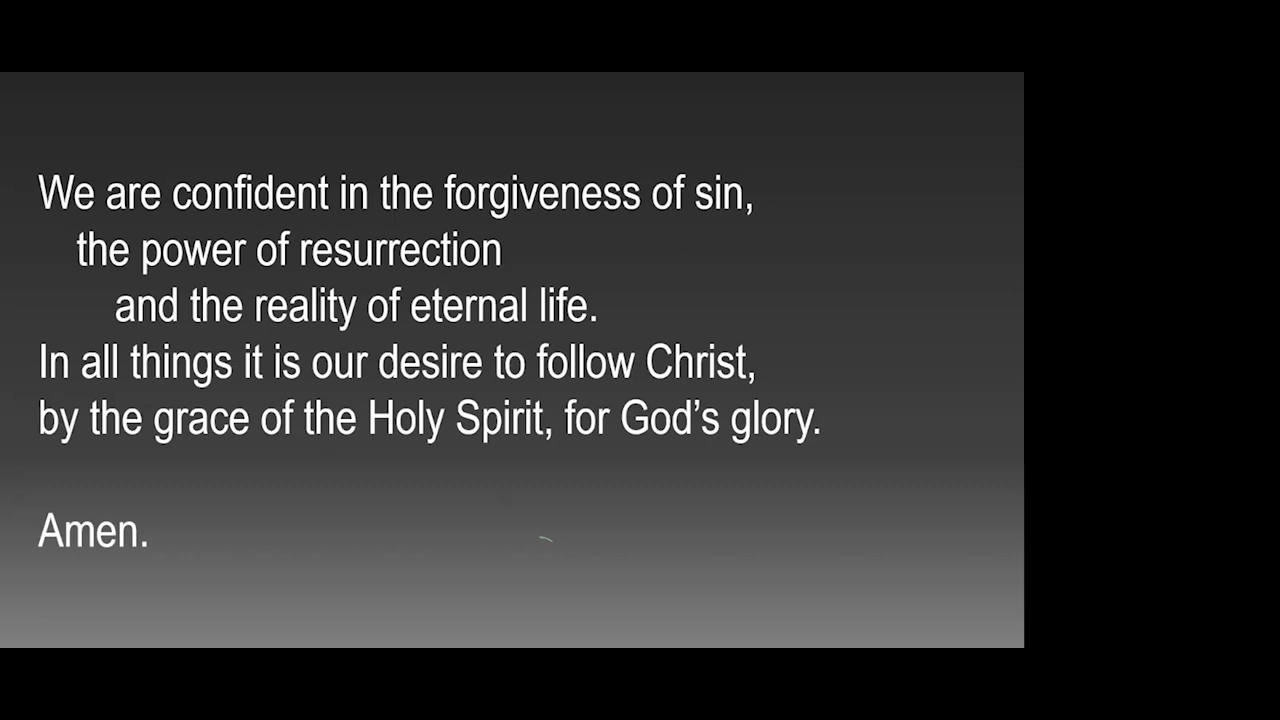 We are confident in the forgiveness of sin,
the power of resurrection
and the reality of eternal life.
In all things it is our desire to follow Christ,
by the grace of the Holy Spirit, for God’s glory.
Amen.